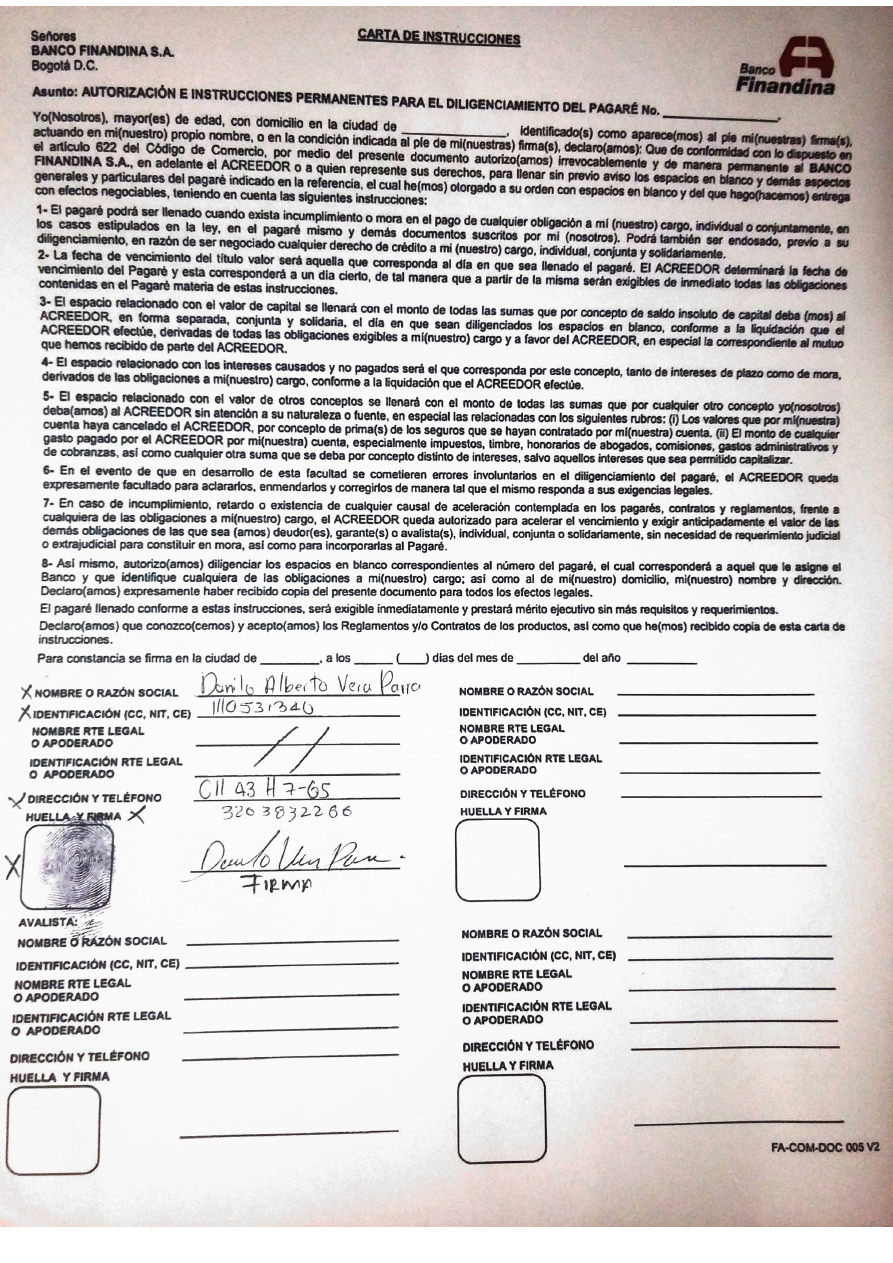 Señores
BANCO FINANDINA S.A.
Bogotá D.C.
CARTA DE INSTRUCCIONES
Banco
Finandina
Asunto: AUTORIZACIÓN E INSTRUCCIONES PERMANENTES PARA EL DILIGENCIAMIENTO DEL PAGARÉ No. ____________,
Yo(Nosotros), mayor(es) de edad, con domicilio en la ciudad de ____________, identificado(s) como aparece(mos) al pie mi(nuestras) firma(s),
actuando en mi(nuestro) propio nombre, o en la condición indicada al pie de mi(nuestras) firma(s), declaro(amos): Que de conformidad con lo dispuesto en
el artículo 622 del Código de Comercio, por medio del presente documento autorizo(amos) irrevocablemente y de manera permanente al BANCO
FINANDINA S.A., en adelante el ACREEDOR o a quien represente sus derechos, para llenar sin previo aviso los espacios en blanco y demás aspectos
generales y particulares del pagaré indicado en la referencia, el cual he(mos) otorgado a su orden con espacios en blanco y del que hago(hacemos) entrega
con efectos negociables, teniendo en cuenta las siguientes instrucciones:
1- El pagaré podrá ser llenado cuando exista incumplimiento o mora en el pago de cualquier obligación a mí (nuestro) cargo, individual o conjuntamente, en
los casos estipulados en la ley, en el pagaré mismo y demás documentos suscritos por mi (nosotros). Podrá también ser endosado, previo a su
diligenciamiento, en razón de ser negociado cualquier derecho de crédito a mi (nuestro) cargo, individual, conjunta y solidariamente.
2- La fecha de vencimiento del título valor será aquella que corresponda al día en que sea llenado el pagaré. El ACREEDOR determinará la fecha de
vencimiento del Pagaré y esta corresponderá a un día cierto, de tal manera que a partir de la misma serán exigibles de inmediato todas las obligaciones
contenidas en el Pagaré materia de estas instrucciones.
3- El espacio relacionado con el valor de capital se llenará con el monto de todas las sumas que por concepto de saldo insoluto de capital deba (mos) al
ACREEDOR, en forma separada, conjunta y solidaria, el día en que sean diligenciados los espacios en blanco, conforme a la liquidación que el
ACREEDOR efectúe, derivadas de todas las obligaciones exigibles a mi(nuestro) cargo y a favor del ACREEDOR, en especial la correspondiente al mutuo
que hemos recibido de parte del ACREEDOR.
4- El espacio relacionado con los intereses causados y no pagados será el que corresponda por este concepto, tanto de intereses de plazo como de mora,
derivados de las obligaciones a mi(nuestro) cargo, conforme a la liquidación que el ACREEDOR efectúe.
5- El espacio relacionado con el valor de otros conceptos se llenará con el monto de todas las sumas que por cualquier otro concepto yo(nosotros)
deba(amos) al ACREEDOR sin atención a su naturaleza o fuente, en especial las relacionadas con los siguientes rubros: (i) Los valores que por mi(nuestra)
cuenta haya cancelado el ACREEDOR, por concepto de prima(s) de los seguros que se hayan contratado por mi(nuestra) cuenta. (ii) El monto de cualquier
gasto pagado por el ACREEDOR por mi(nuestra) cuenta, especialmente impuestos, timbre, honorarios de abogados, comisiones, gastos administrativos y
de cobranzas, así como cualquier otra suma que se deba por concepto distinto de intereses, salvo aquellos intereses que sea permitido capitalizar.
6- En el evento de que en desarrollo de esta facultad se cometieren errores involuntarios en el diligenciamiento del pagaré, el ACREEDOR queda
expresamente facultado para aclararlos, enmendarlos y corregirlos de manera tal que el mismo responda a sus exigencias legales.
7- En caso de incumplimiento, retardo o existencia de cualquier causal de aceleración contemplada en los pagarés, contratos y reglamentos, frente a
cualquiera de las obligaciones a mi(nuestro) cargo, el ACREEDOR queda autorizado para acelerar el vencimiento y exigir anticipadamente el valor de las
demás obligaciones de las que sea (amos) deudor(es), garante(s) o avalista(s), individual, conjunta o solidariamente, sin necesidad de requerimiento judicial
o extrajudicial para constituir en mora, así como para incorporarlas al Pagaré.
8- Así mismo, autorizo(amos) diligenciar los espacios en blanco correspondientes al número del pagaré, el cual corresponderá a aquel que le asigne el
Banco y que identifique cualquiera de las obligaciones a mi(nuestro) cargo; así como al de mi(nuestro) domicilio, mi(nuestro) nombre y dirección.
Declaro(amos) expresamente haber recibido copia del presente documento para todos los efectos legales.
El pagaré llenado conforme a estas instrucciones, será exigible inmediatamente y prestará mérito ejecutivo sin más requisitos y requerimientos.
Declaro(amos) que conozco(cemos) y acepto(amos) los Reglamentos y/o Contratos de los productos, así como que he(mos) recibido copia de esta carta de
instrucciones.
Para constancia se firma en la ciudad de ________, a los _____ (____) días del mes de ________ del año ________
X NOMBRE O RAZÓN SOCIAL Danilo Alberto Vera Parra
X IDENTIFICACIÓN (CC, NIT, CE) 1110531340
NOMBRE RTE LEGAL
O APODERADO
IDENTIFICACIÓN RTE LEGAL
O APODERADO
X DIRECCIÓN Y TELÉFONO Cll 43 H 7-65
3203832266
HUELLA Y FIRMA X
X
Danilo Vera Parra
FIRMA
NOMBRE O RAZÓN SOCIAL
IDENTIFICACIÓN (CC, NIT, CE)
NOMBRE RTE LEGAL
O APODERADO
IDENTIFICACIÓN RTE LEGAL
O APODERADO
DIRECCIÓN Y TELÉFONO
HUELLA Y FIRMA
AVALISTA:
NOMBRE O RAZÓN SOCIAL
IDENTIFICACIÓN (CC, NIT, CE)
NOMBRE RTE LEGAL
O APODERADO
IDENTIFICACIÓN RTE LEGAL
O APODERADO
DIRECCIÓN Y TELÉFONO
HUELLA Y FIRMA
NOMBRE O RAZÓN SOCIAL
IDENTIFICACIÓN (CC, NIT, CE)
NOMBRE RTE LEGAL
O APODERADO
IDENTIFICACIÓN RTE LEGAL
O APODERADO
DIRECCIÓN Y TELÉFONO
HUELLA Y FIRMA
FA-COM-DOC 005 V2